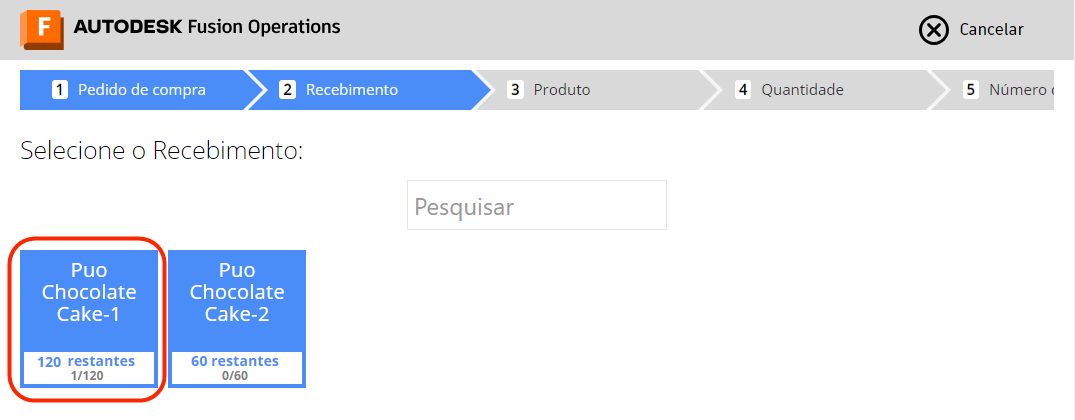 F AUTODESK Fusion Operations
Cancelar
1 Pedido de compra
2 Recebimento
3 Produto
4 Quantidade
5 Número
Selecione o Recebimento:
Pesquisar
Puo
Chocolate
Cake-1
120 restantes
1/120
Puo
Chocolate
Cake-2
60 restantes
0/60